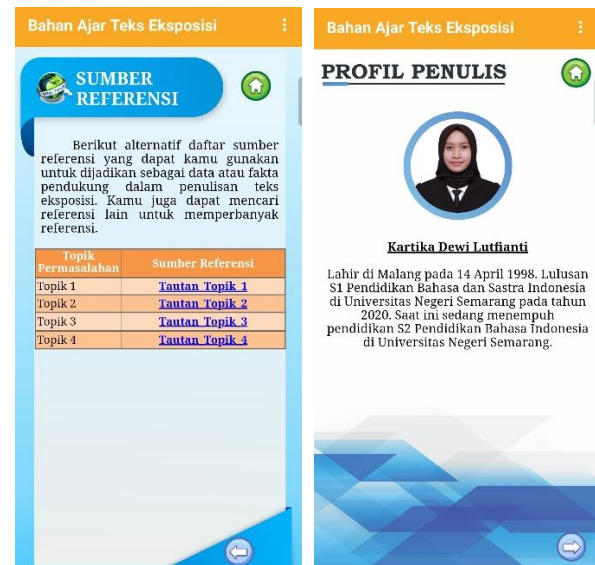 Bahan Ajar Teks Eksposisi
SUMBER
REFERENSI
Berikut alternatif daftar sumber
referensi yang dapat kamu gunakan
untuk dijadikan sebagai data atau fakta
pendukung dalam penulisan teks
eksposisi. Kamu juga dapat mencari
referensi lain untuk memperbanyak
referensi.
Topik Permasalahan Sumber Referensi
Topik 1 Tautan Topik 1
Topik 2 Tautan Topik 2
Topik 3 Tautan Topik 3
Topik 4 Tautan Topik 4
Bahan Ajar Teks Eksposisi
PROFIL PENULIS
Kartika Dewi Lutfianti
Lahir di Malang pada 14 April 1998. Lulusan
S1 Pendidikan Bahasa dan Sastra Indonesia
di Universitas Negeri Semarang pada tahun
2020. Saat ini sedang menempuh
pendidikan S2 Pendidikan Bahasa Indonesia
di Universitas Negeri Semarang.